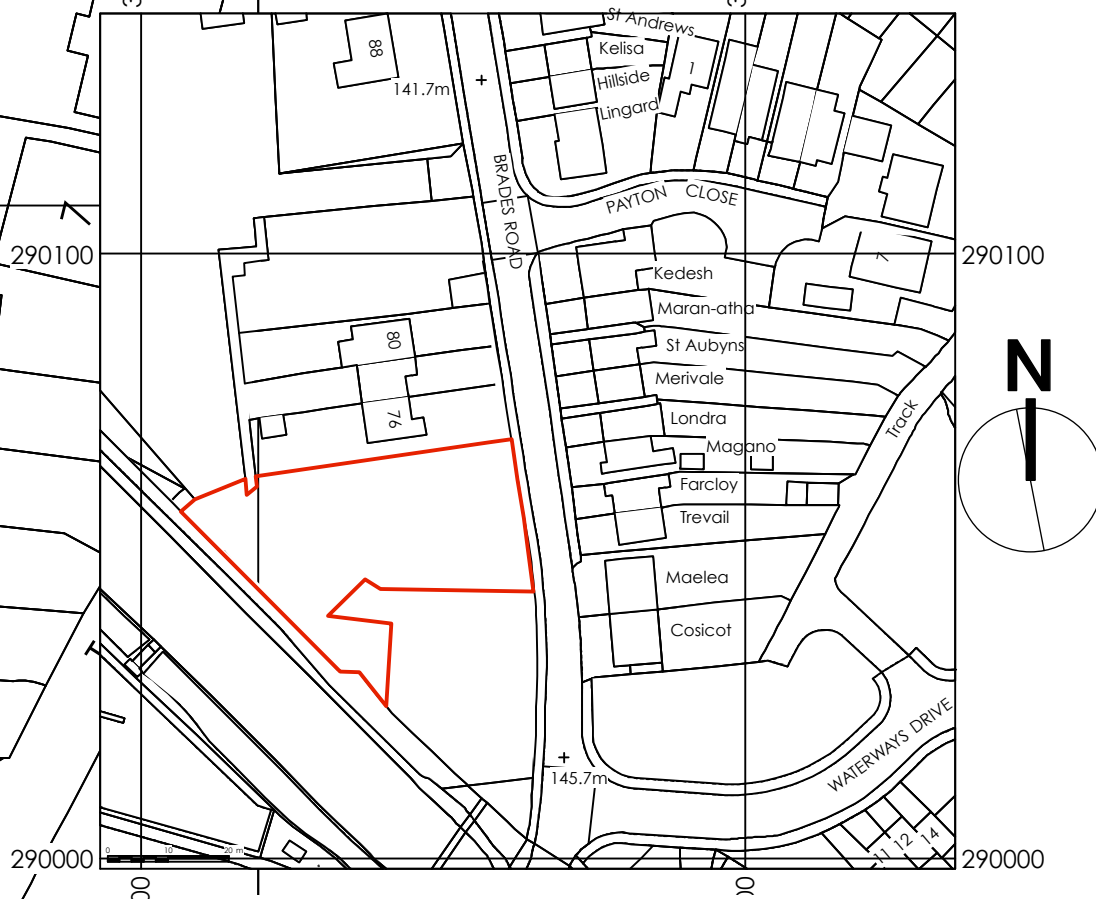 St Andrews
Kelisa
Hillside
Lingard
1
88
141.7m
BRADES ROAD
PAYTON CLOSE
7
290100
290100
7
Kedesh
Maran-atha
St Aubyns
Merivale
Londra
Magano
Farcloy
Trevail
Maelea
Cosicot
80
76
Track
N
WATERWAYS DRIVE
145.7m
11
12
14
0 10 20 m
290000
290000
00
00